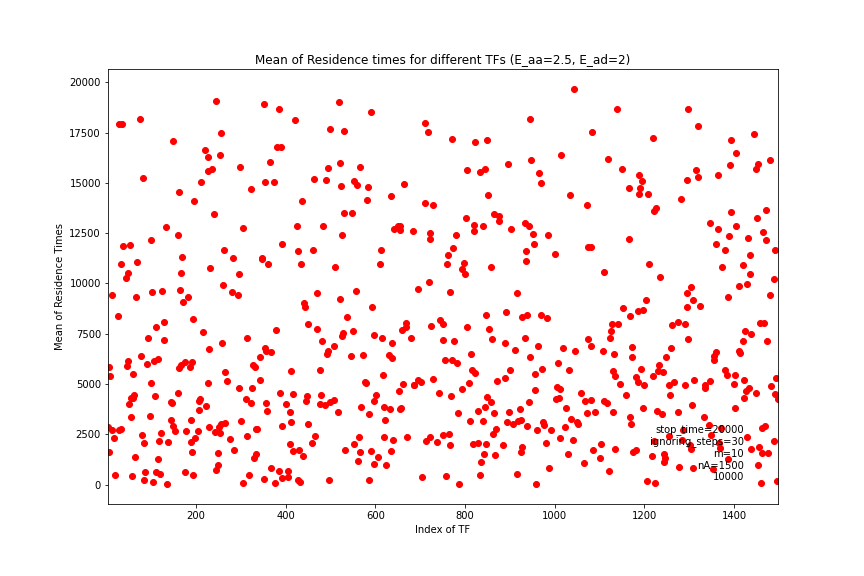 Mean of Residence times for different TFs (E_aa=2.5, E_ad=2)
Mean of Residence Times
20000
17500
15000
12500
10000
7500
5000
2500
0
stop_time=20000
ignoring_steps=30
m=10
nA=1500
10000
200
400
600
800
1000
1200
1400
Index of TF